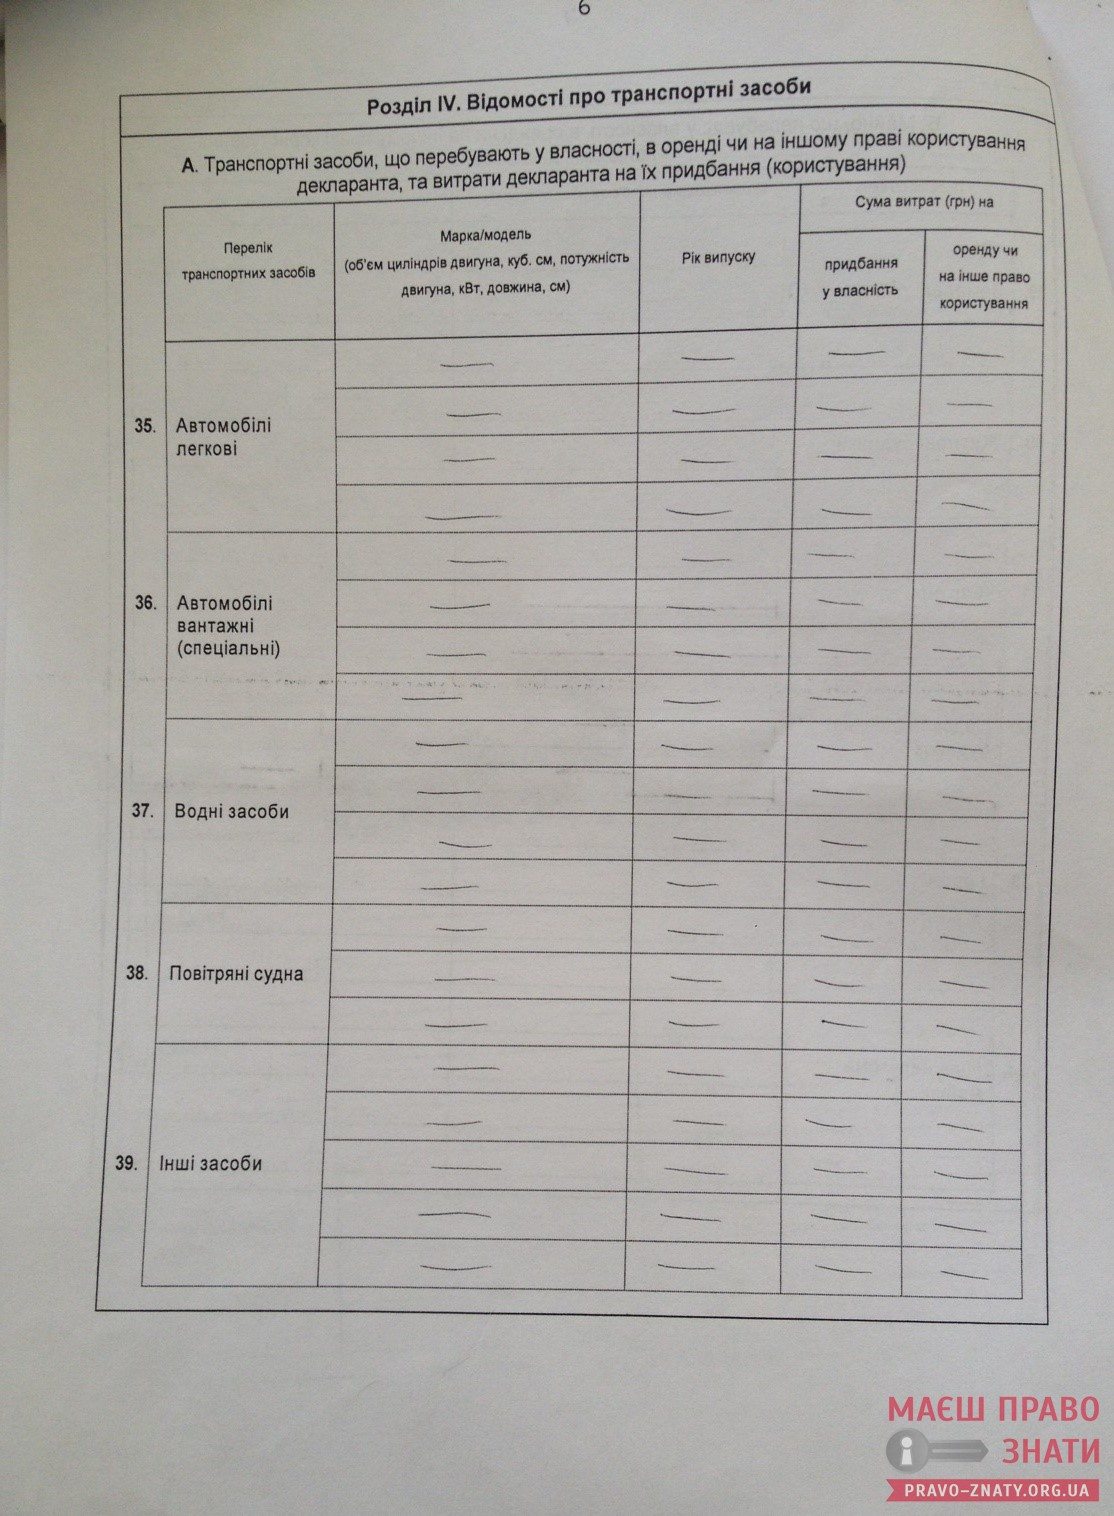 6
Розділ IV. Відомості про транспортні засоби
А. Транспортні засоби, що перебувають у власності, в оренді чи на іншому праві користування
декларанта, та витрати декларанта на їх придбання (користування)
Перелік
транспортних засобів
Марка/модель
(об'єм циліндрів двигуна, куб. см, потужність
двигуна, кВт, довжина, см)
Рік випуску
Сума витрат (грн) на
придбання
у власність
оренду чи
на інше право
користування
— — — —
35. Автомобілі
легкові
— — — —
— — — —
— — — —
— — — —
36. Автомобілі
вантажні
(спеціальні)
— — — —
— — — —
— — — —
— — — —
37. Водні засоби
— — — —
— — — —
— — — —
— — — —
38. Повітряні судна
— — — —
— — — —
— — — —
39. Інші засоби
— — — —
— — — —
— — — —
— — — —
— — — —
МАЄШ ПРАВО
ЗНАТИ
PRAVO-ZNATY.ORG.UA